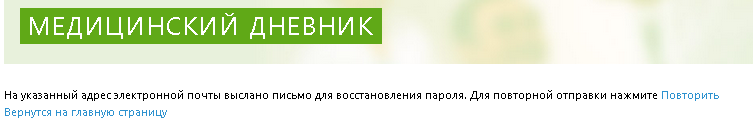 МЕДИЦИНСКИЙ ДНЕВНИК
На указанный адрес электронной почты выслано письмо для восстановления пароля. Для повторной отправки нажмите Повторить
Вернутся на главную страницу